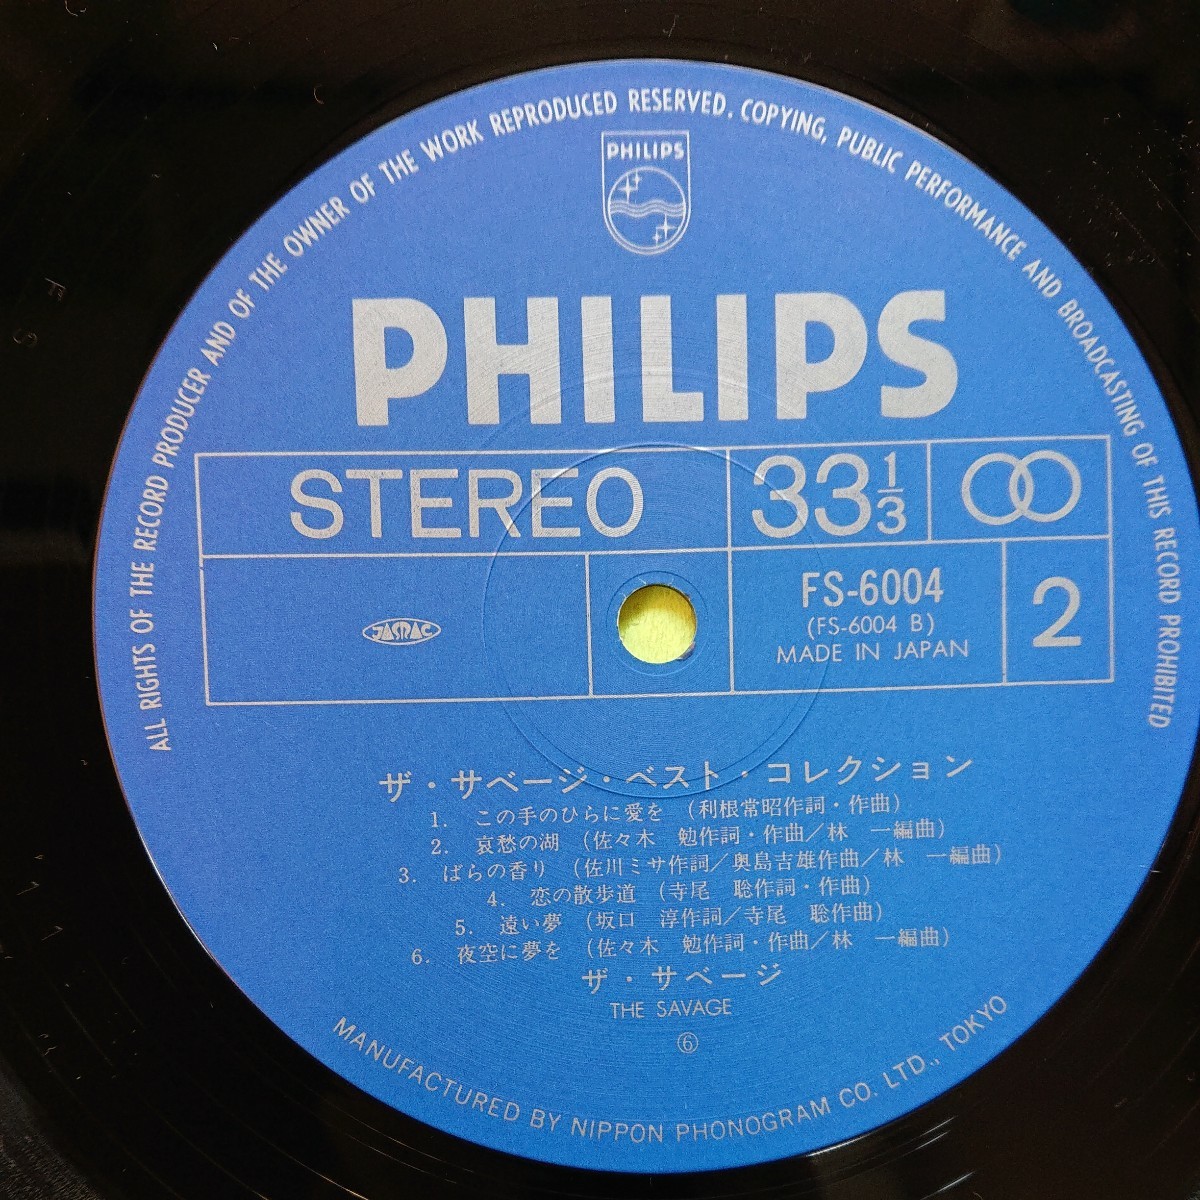 ALL RIGHTS OF THE RECORD PRODUCER AND OF THE OWNER OF THE WORK REPRODUCED RESERVED. COPYING, PUBLIC PERFORMANCE AND BROADCASTING OF THIS RECORD PROHIBITED
PHILIPS
PHILIPS
STEREO 33 1/3
JASRAC
FS-6004
(FS-6004 B)
MADE IN JAPAN
2
ザ・サベージ・ベスト・コレクション
1. この手のひらに愛を (利根常昭作詞・作曲)
2. 哀愁の湖 (佐々木 勉作詞・作曲/林 一編曲)
3. ばらの香り (佐川ミサ作詞/奥島吉雄作曲/林 一編曲)
4. 恋の散歩道 (寺尾 聡作詞・作曲)
5. 遠い夢 (坂口 淳作詞/寺尾 聡作曲)
6. 夜空に夢を (佐々木 勉作詞・作曲/林 一編曲)
ザ・サベージ
THE SAVAGE
⑥
MANUFACTURED BY NIPPON PHONOGRAM CO. LTD., TOKYO